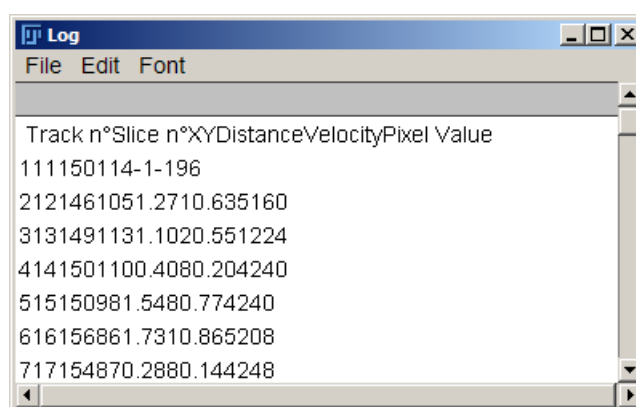 Log
File Edit Font
Track n°Slice n°XYDistanceVelocityPixel Value
111150114-1-196
2121461051.2710.635160
3131491131.1020.551224
4141501100.4080.204240
515150981.5480.774240
616156861.7310.865208
717154870.2880.144248